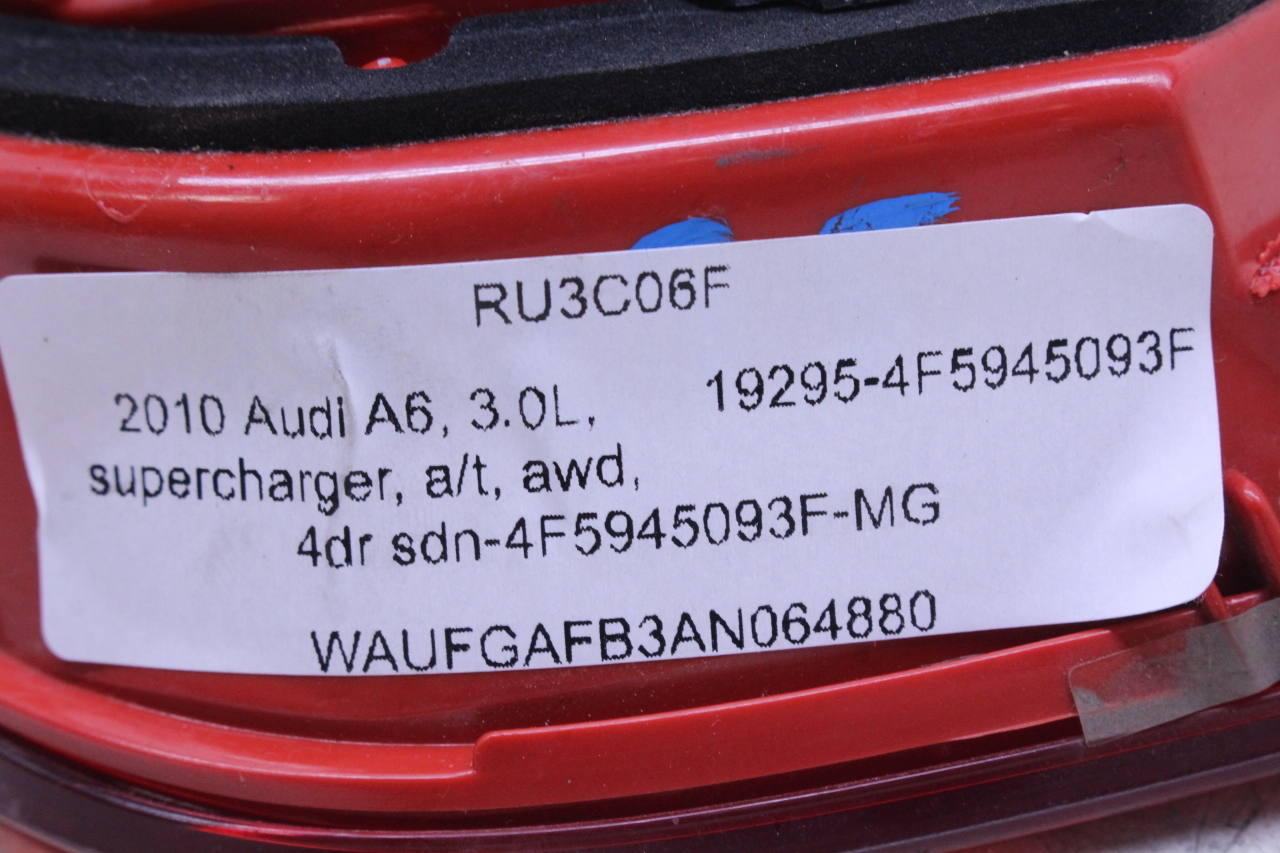 RU3C06F
2010 Audi A6, 3.0L, 19295-4F5945093F
supercharger, a/t, awd,
4dr sdn-4F5945093F-MG
WAUFGAFB3AN064880